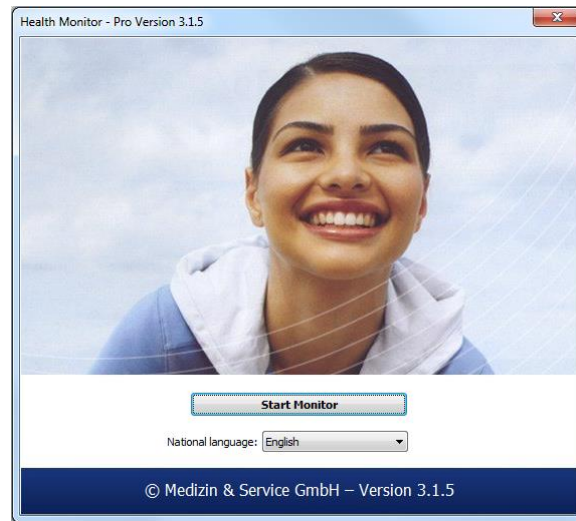 Health Monitor - Pro Version 3.1.5
Start Monitor
National language: English
© Medizin & Service GmbH – Version 3.1.5